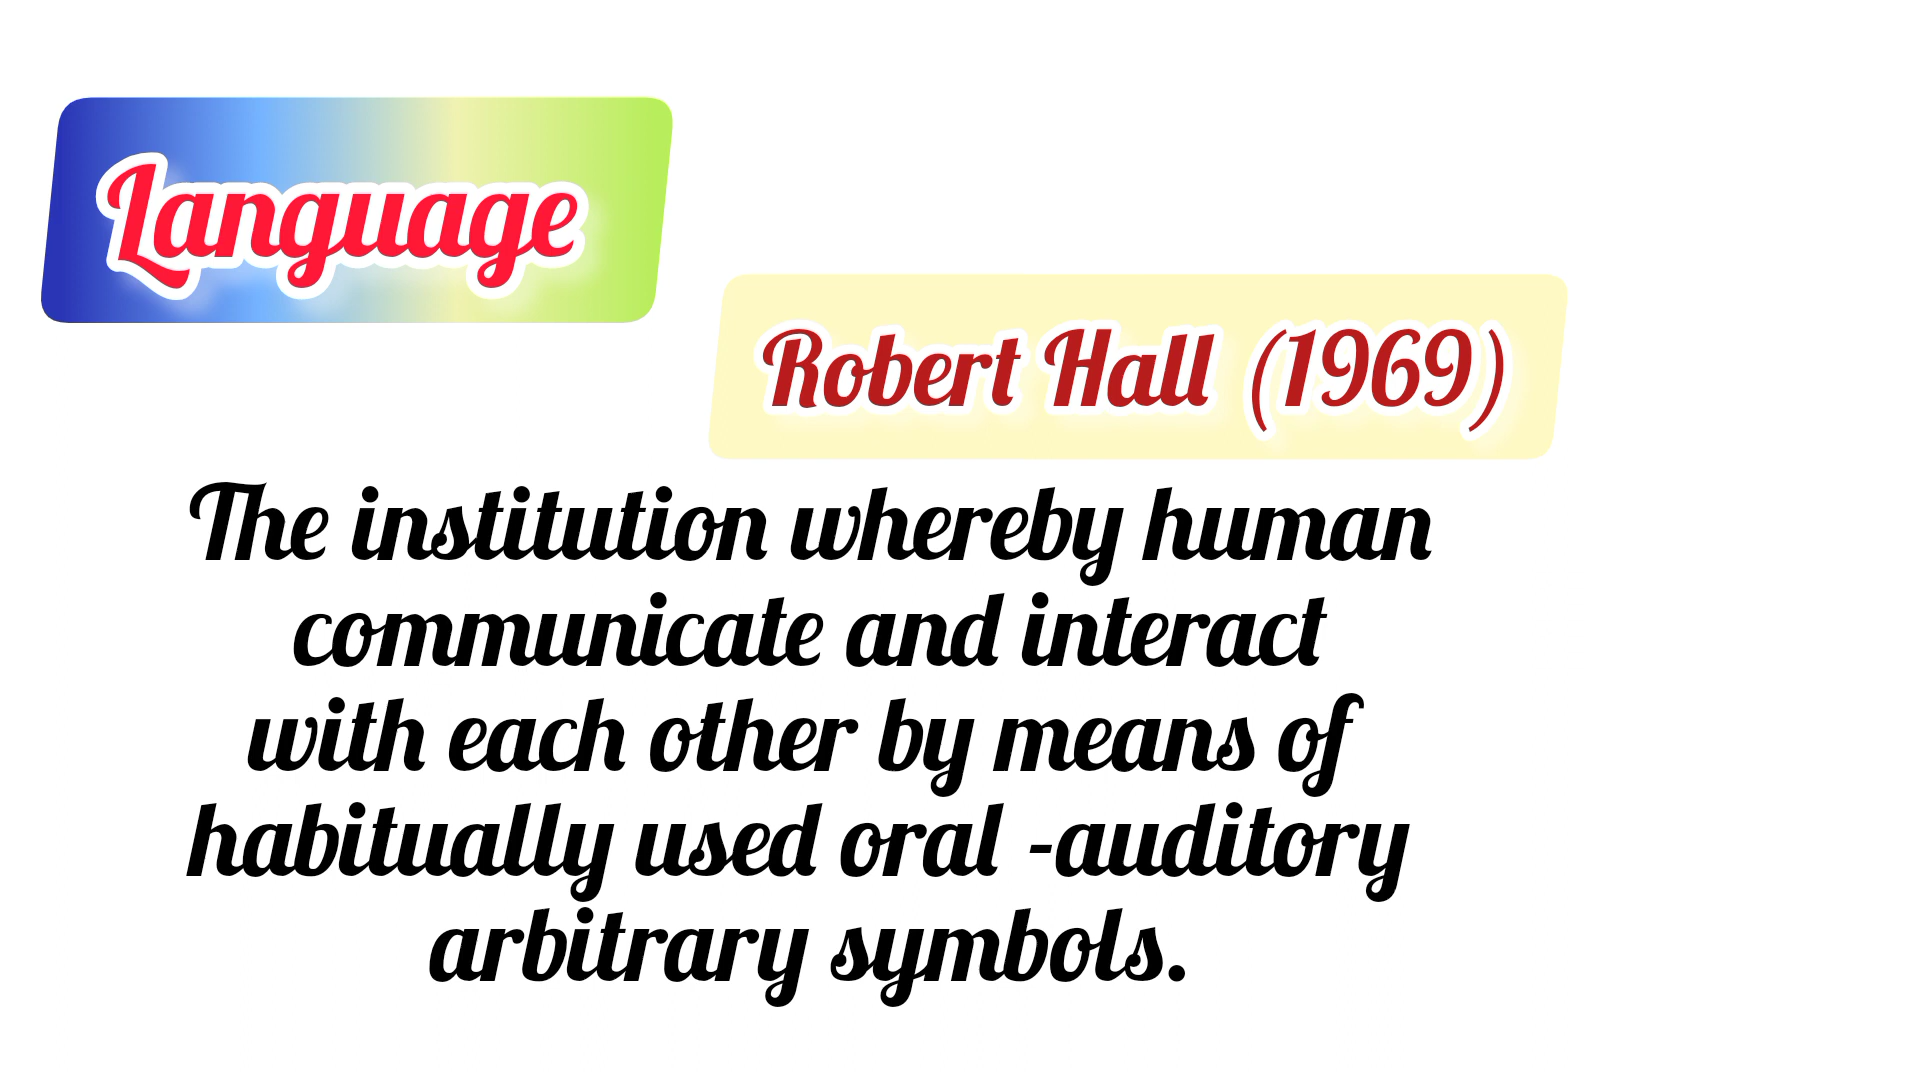 Language
Robert Hall (1969)
The institution whereby human
communicate and interact
with each other by means of
habitually used oral -auditory
arbitrary symbols.